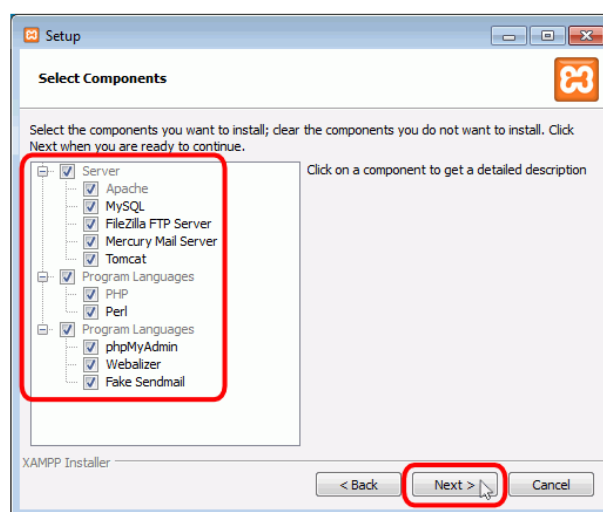 Setup
Select Components
Select the components you want to install; clear the components you do not want to install. Click
Next when you are ready to continue.
Server
Apache
MySQL
FileZilla FTP Server
Mercury Mail Server
Tomcat
Program Languages
PHP
Perl
Program Languages
phpMyAdmin
Webalizer
Fake Sendmail
Click on a component to get a detailed description
XAMPP Installer
< Back
Next >
Cancel